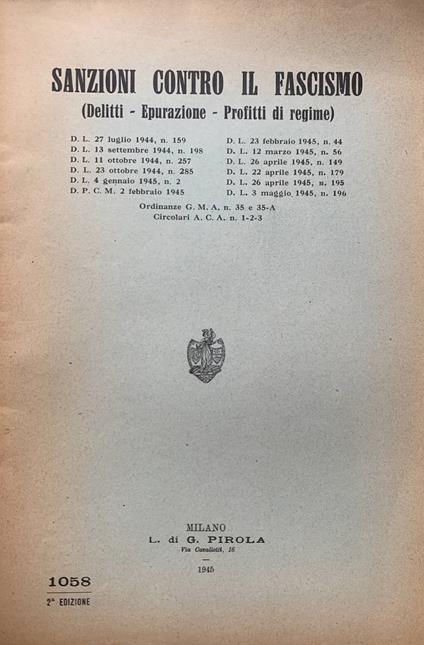 SANZIONI CONTRO IL FASCISMO
(Delitti - Epurazione - Profitti di regime)
D. L. 27 luglio 1944, n. 159
D. L. 13 settembre 1944, n. 198
D. L. 11 ottobre 1944, n. 257
D. L. 23 ottobre 1944, n. 285
D. L. 4 gennaio 1945, n. 2
D. P. C. M. 2 febbraio 1945
D. L. 23 febbraio 1945, n. 44
D. L. 12 marzo 1945, n. 56
D. L. 26 aprile 1945, n. 149
D. L. 22 aprile 1945, n. 179
D. L. 26 aprile 1945, n. 195
D. L. 3 maggio 1945, n. 196
Ordinanze G. M. A. n. 35 e 35-A
Circolari A. C. A. n. 1-2-3
MILANO
L. di G. PIROLA
Via Cavallotti, 16
1945
1058
2ª EDIZIONE